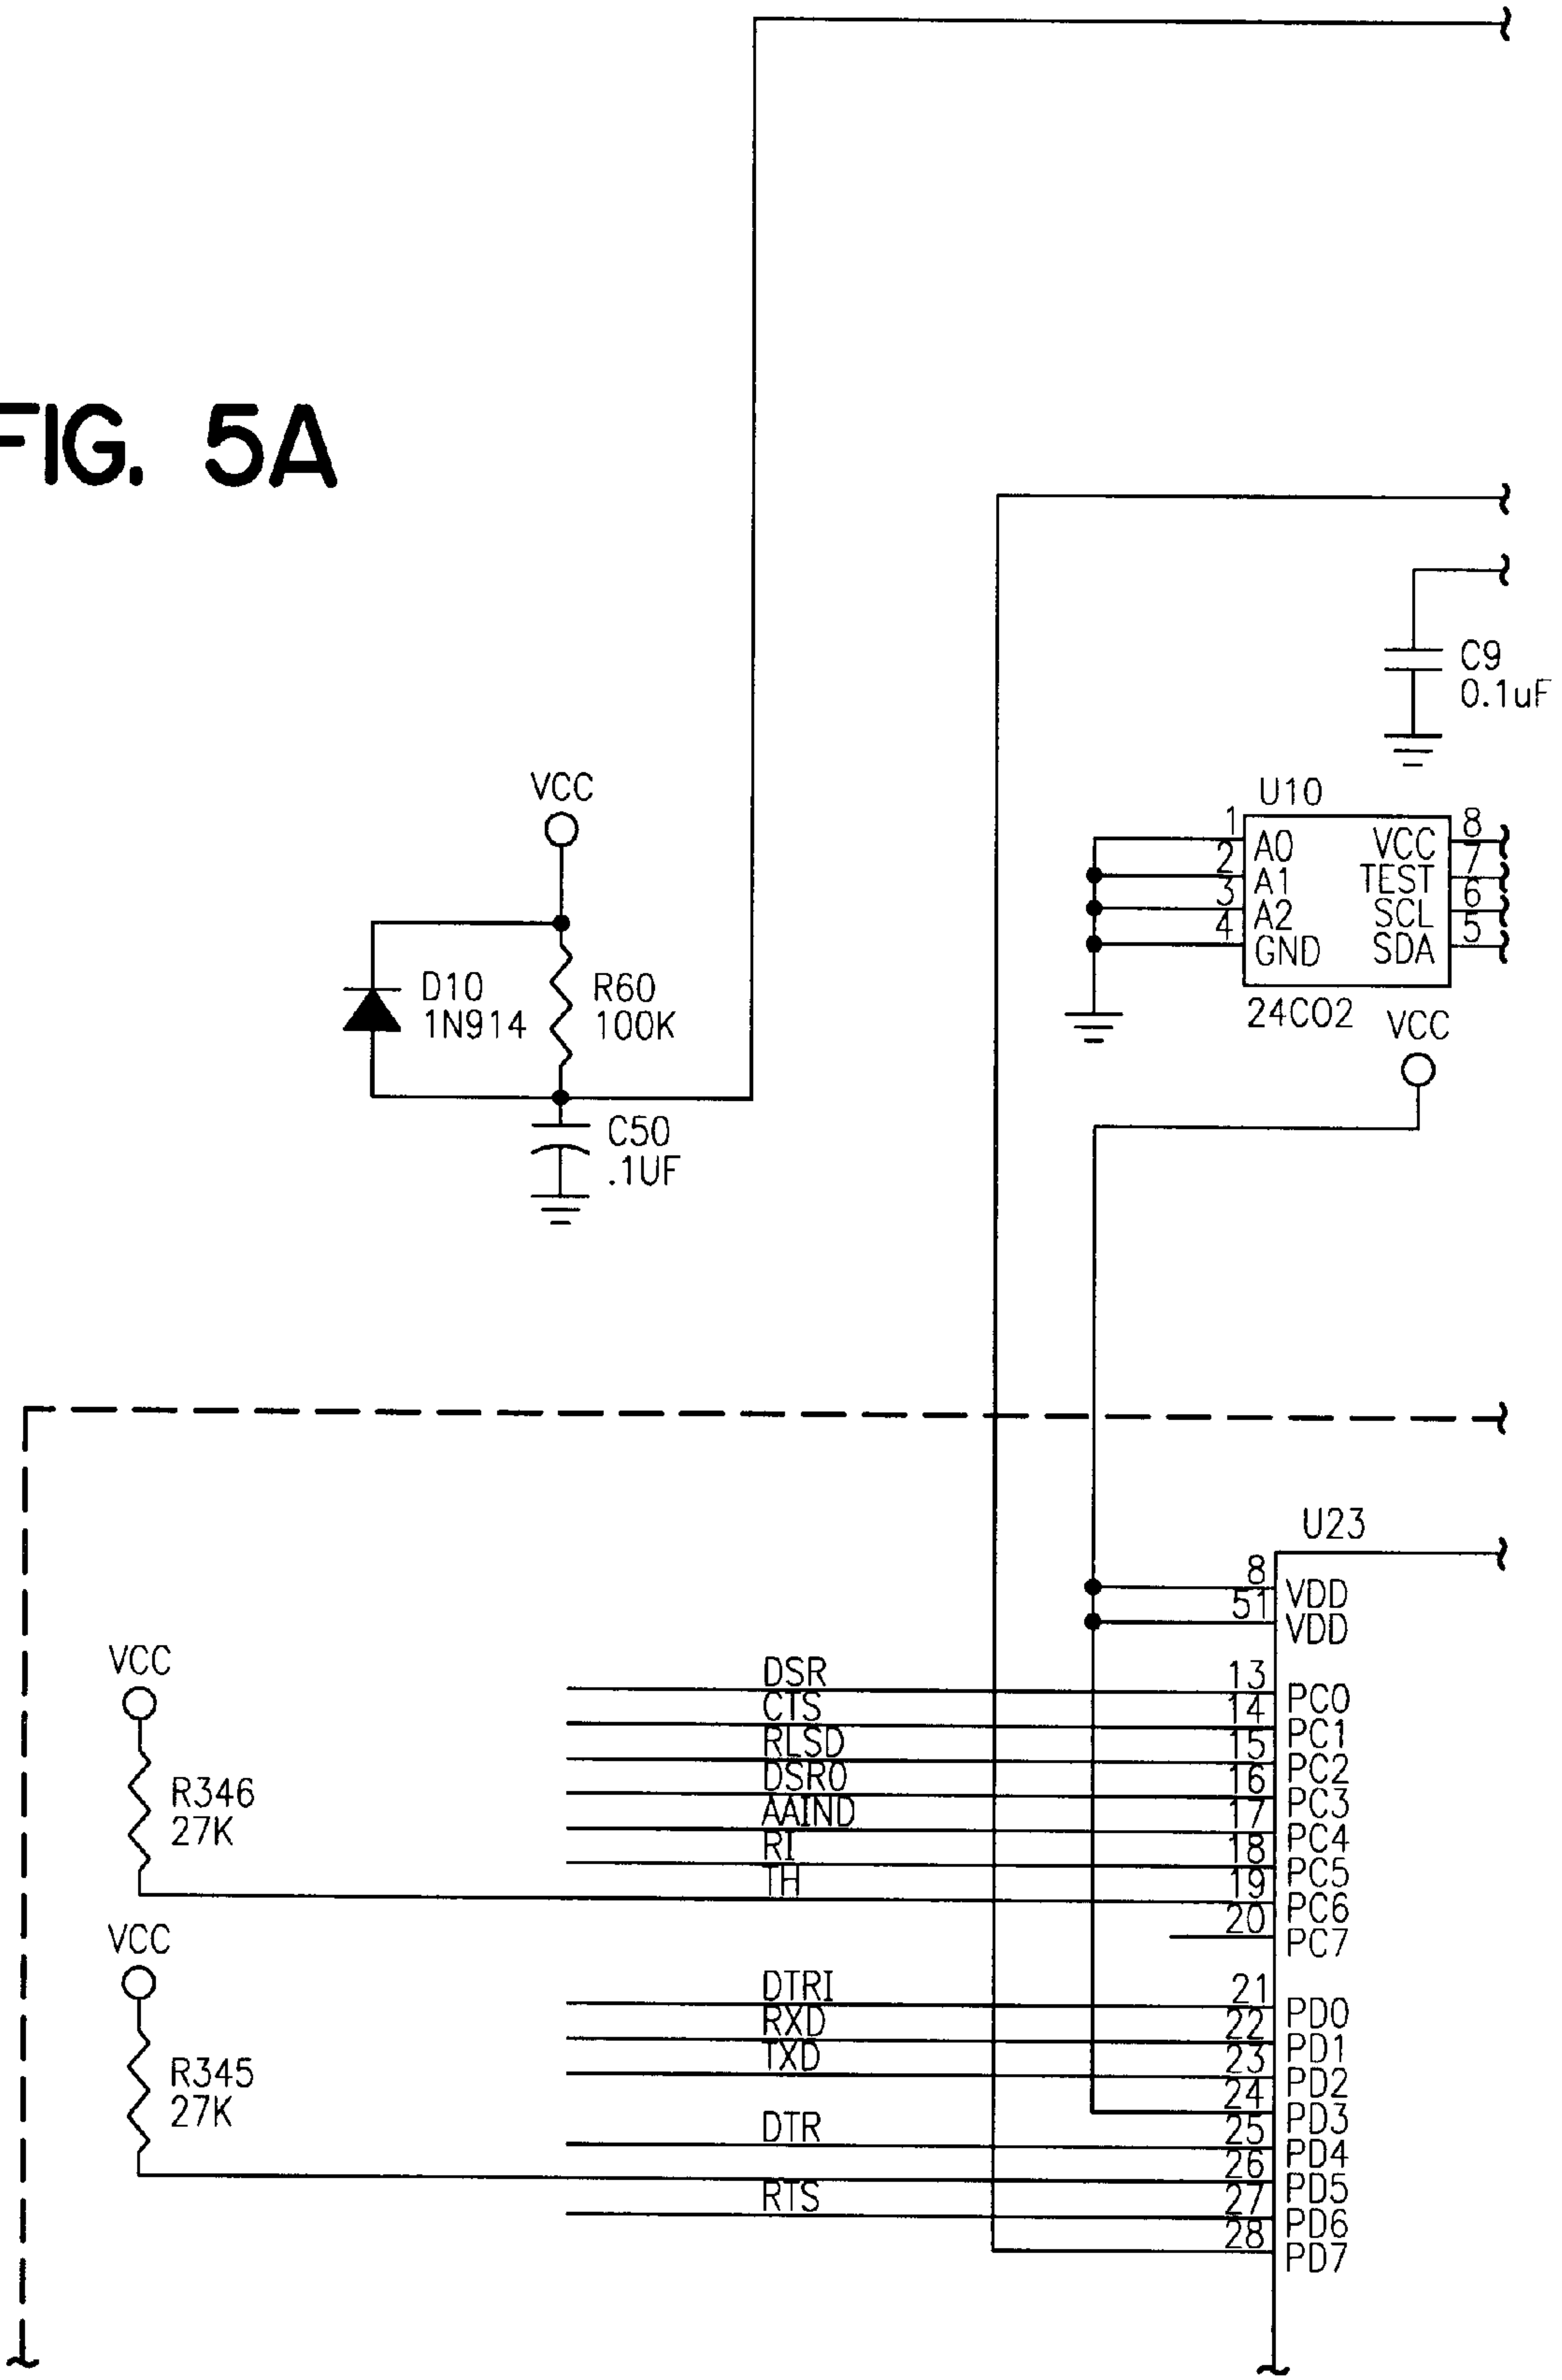 FIG. 5A
C9
0.1uF
VCC
D10
1N914
R60
100K
C50
.1UF
U10
1 A0 VCC 8
2 A1 TEST 7
3 A2 SCL 6
4 GND SDA 5
24C02
VCC
U23
8 VDD
51 VDD
VCC
R346
27K
DSR 13 PC0
CTS 14 PC1
RLSD 15 PC2
DSR0 16 PC3
AAIND 17 PC4
RI 18 PC5
TH 19 PC6
20 PC7
VCC
R345
27K
DTRI 21 PD0
RXD 22 PD1
TXD 23 PD2
24 PD3
DTR 25 PD4
26 PD5
RTS 27 PD6
28 PD7